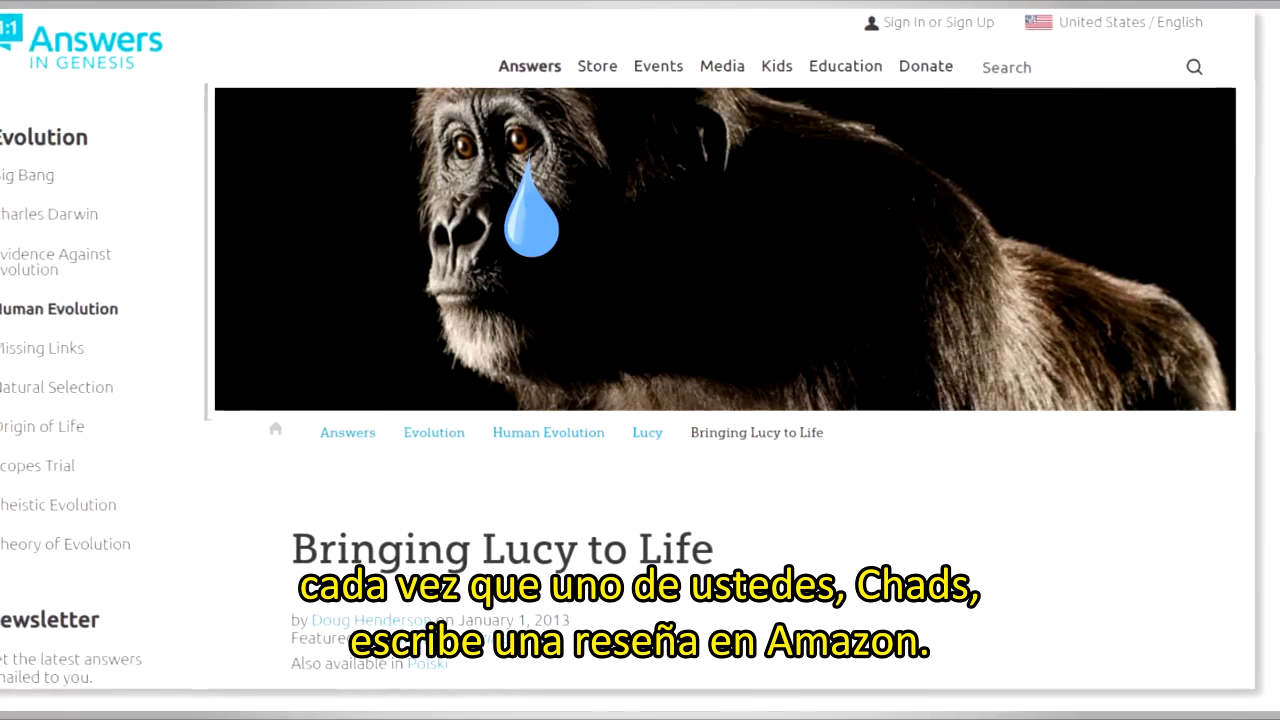 1:1
Answers
IN GENESIS
Sign In or Sign Up
United States / English
Answers Store Events Media Kids Education Donate Search
Evolution
ig Bang
harles Darwin
vidence Against
volution
uman Evolution
issing Links
atural Selection
rigin of Life
copes Trial
heistic Evolution
heory of Evolution
ewsletter
et the latest answers
ailed to you.
Answers Evolution Human Evolution Lucy Bringing Lucy to Life
Bringing Lucy to Life
by Doug Henderson on January 1, 2013
Also available in Polski
cada vez que uno de ustedes, Chads,
escribe una reseña en Amazon.